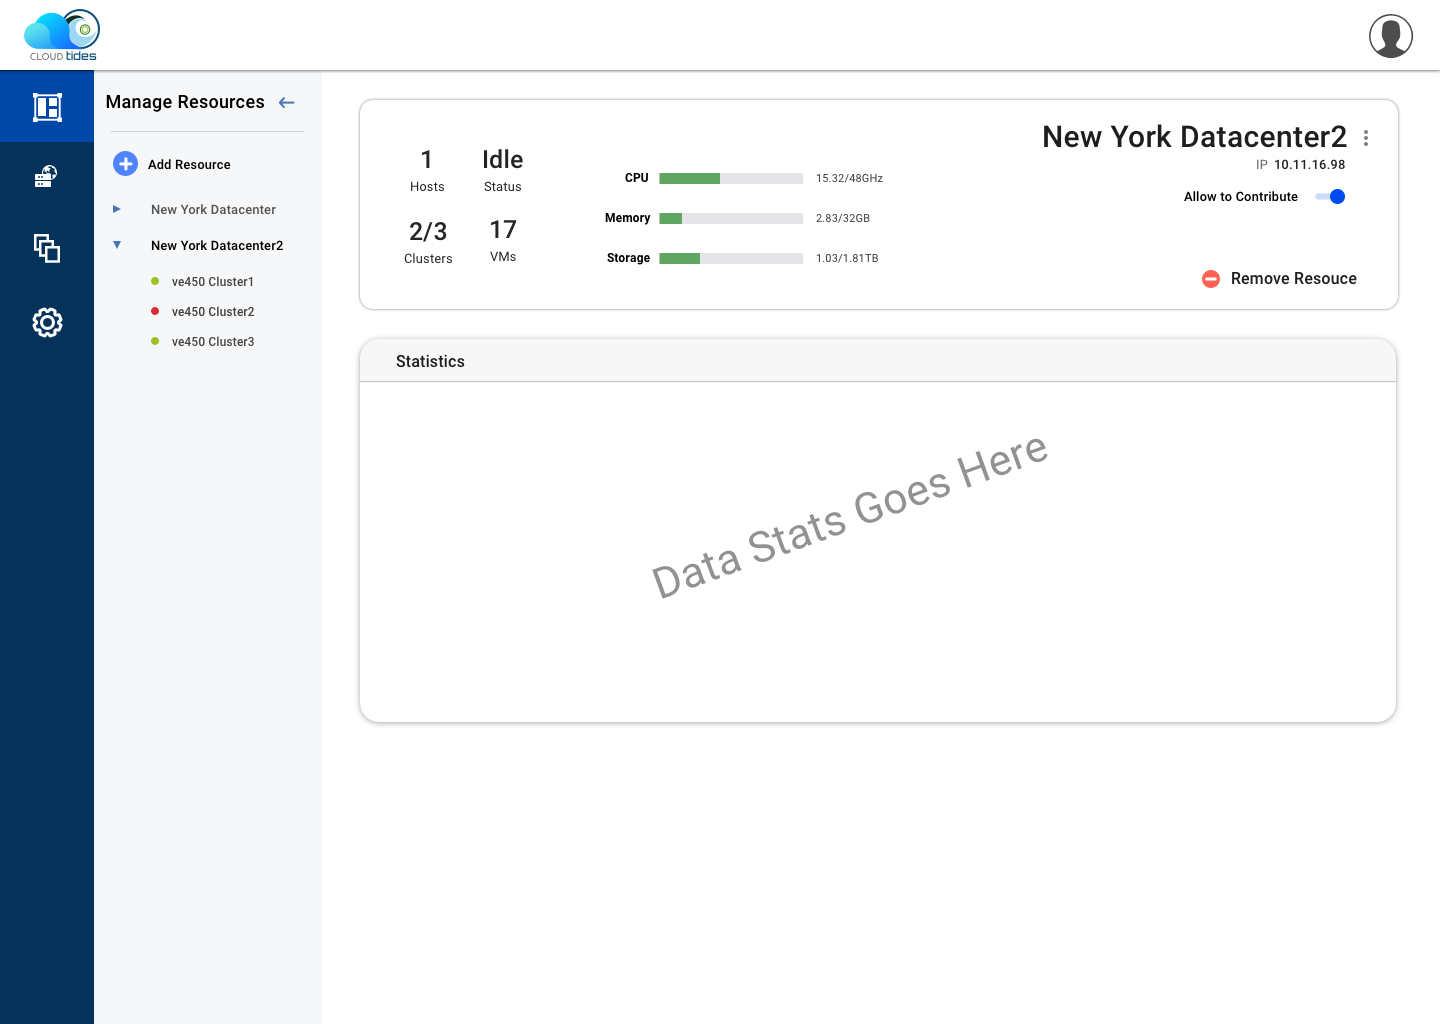 CLOUD tides
Manage Resources
Add Resource
New York Datacenter
New York Datacenter2
ve450 Cluster1
ve450 Cluster2
ve450 Cluster3
1
Hosts
Idle
Status
2/3
Clusters
17
VMs
CPU 15.32/48GHz
Memory 2.83/32GB
Storage 1.03/1.81TB
New York Datacenter2
IP 10.11.16.98
Allow to Contribute
Remove Resouce
Statistics
Data Stats Goes Here